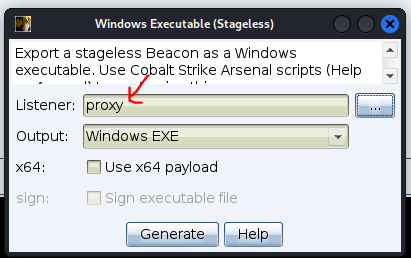 Windows Executable (Stageless)
Export a stageless Beacon as a Windows
executable. Use Cobalt Strike Arsenal scripts (Help
Listener: proxy ...
Output: Windows EXE
x64: Use x64 payload
sign: Sign executable file
Generate Help